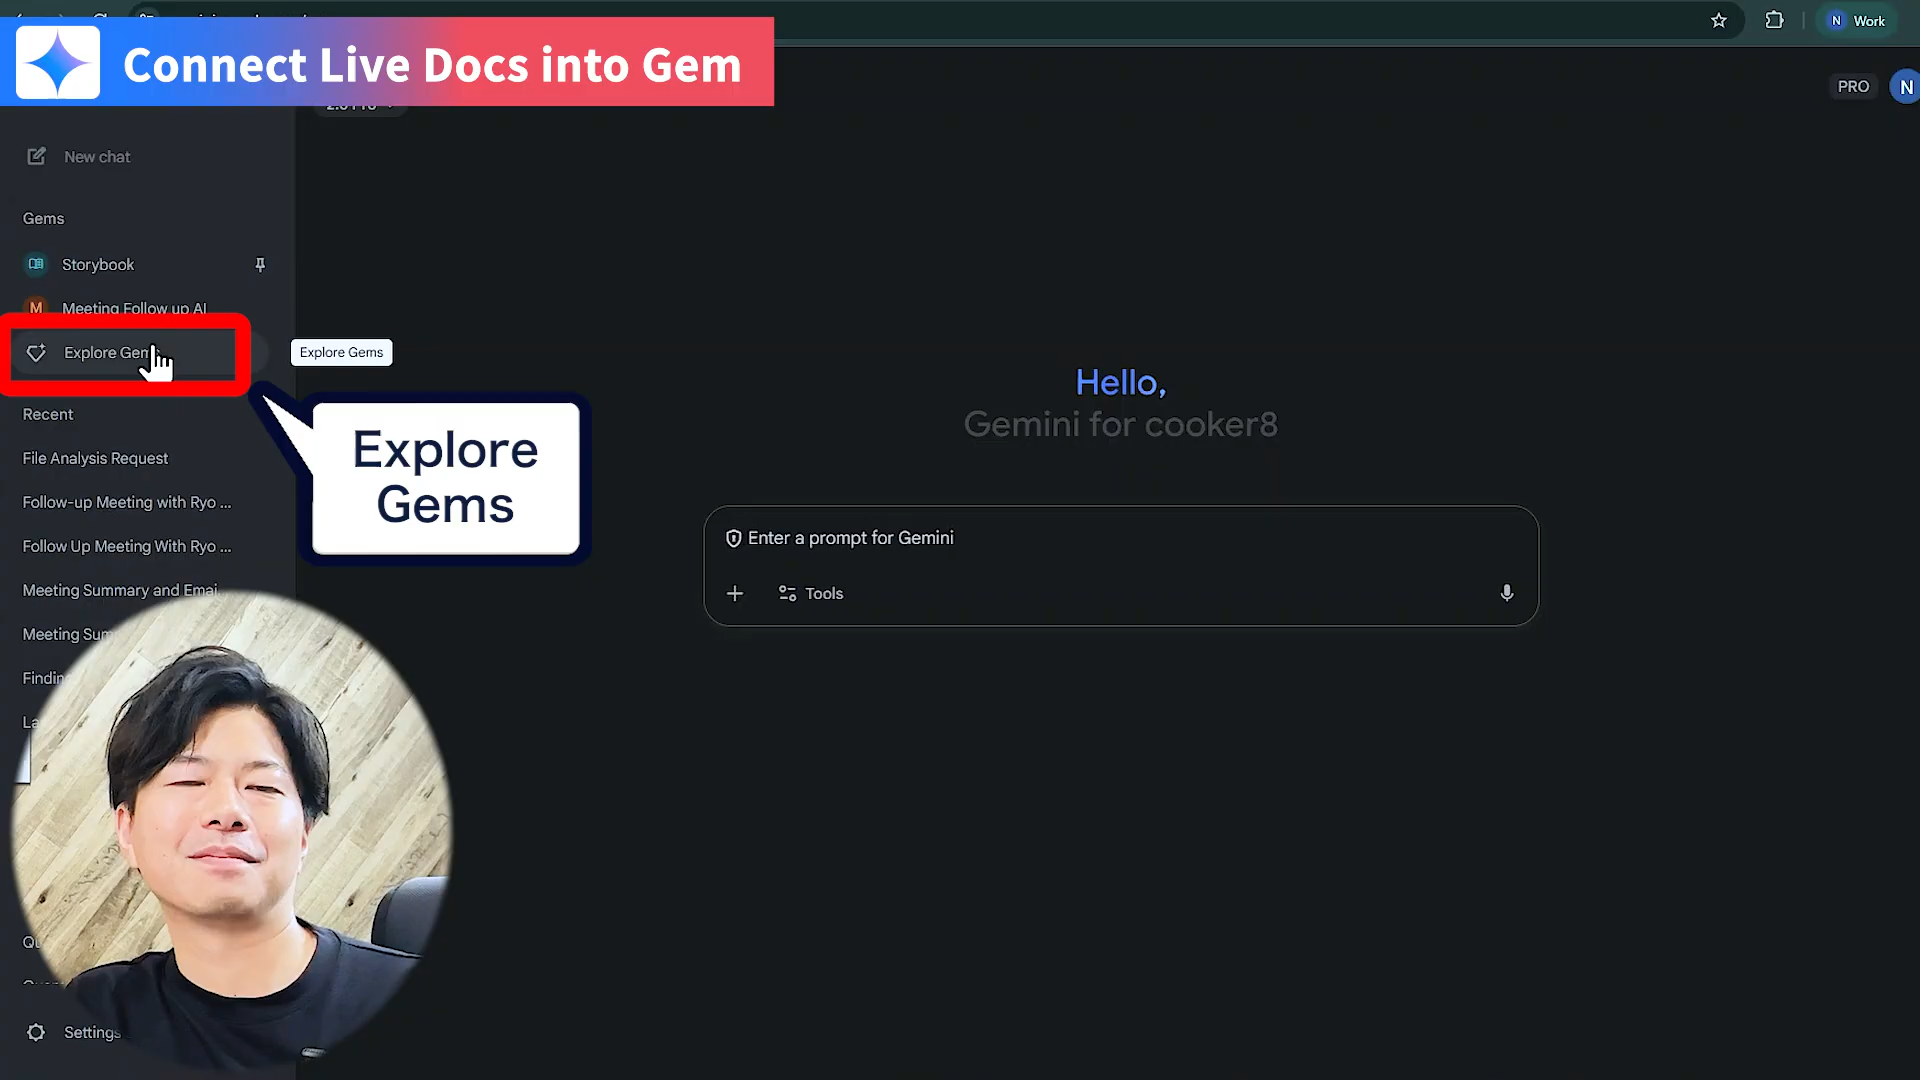 Connect Live Docs into Gem
N Work
PRO
N
New chat
Gems
Storybook
M Meeting Follow up AI
Explore Gem
Explore Gems
Explore
Gems
Recent
File Analysis Request
Follow-up Meeting with Ryo ...
Follow Up Meeting With Ryo ...
Meeting Summary and Emai...
Meeting Sum
Hello,
Gemini for cooker8
Enter a prompt for Gemini
Tools
Settings